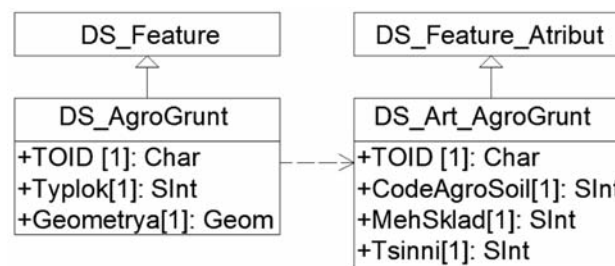 DS_Feature
DS_Feature_Atribut
DS_AgroGrunt
+TOID [1]: Char
+Typlok[1]: SInt
+Geometrya[1]: Geom
DS_Art_AgroGrunt
+TOID [1]: Char
+CodeAgroSoil[1]: SInt
+MehSklad[1]: SInt
+Tsinni[1]: SInt